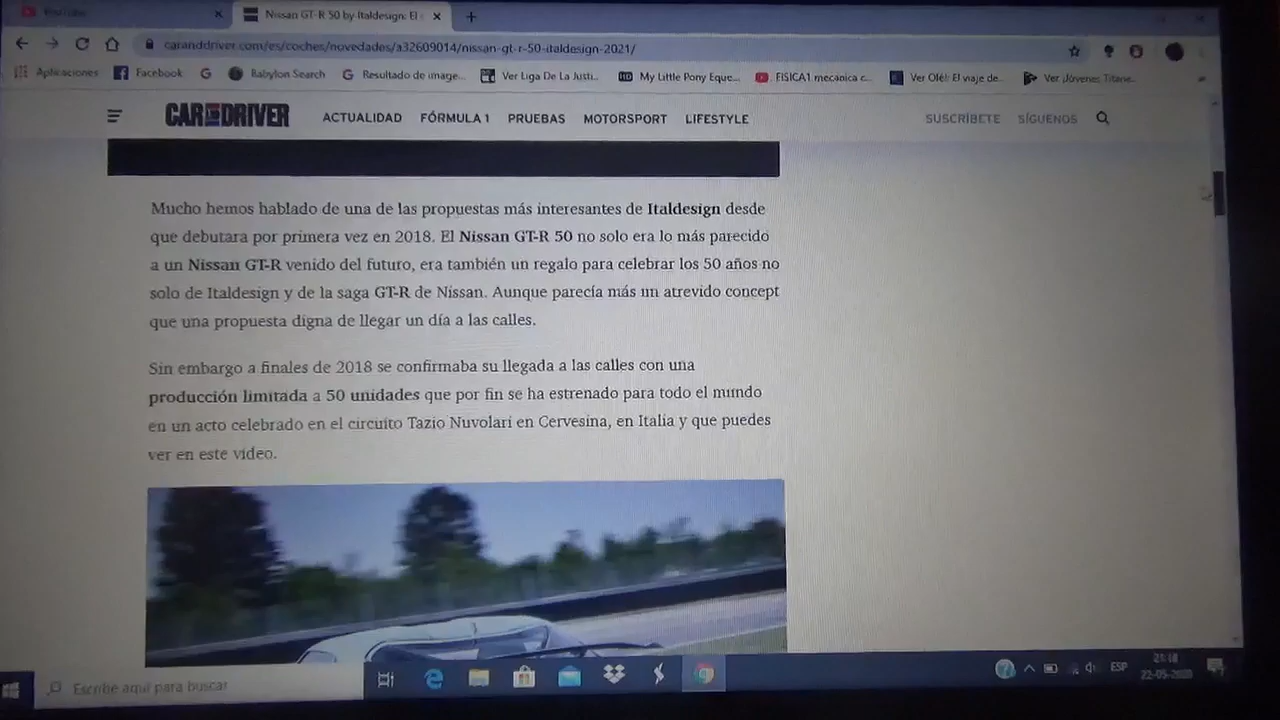 YouTube
Nissan GT-R 50 by Italdesign: El
caranddriver.com/es/coches/novedades/a32609014/nissan-gt-r-50-italdesign-2021/
Aplicaciones Facebook Babylon Search Resultado de image... Ver Liga De La Justi... My Little Pony Eque... FISICA1 mecanica c... Ver Olé!: El viaje de... Ver ¡Jóvenes Titane...
CAR AND DRIVER ACTUALIDAD FÓRMULA 1 PRUEBAS MOTORSPORT LIFESTYLE SUSCRÍBETE SÍGUENOS
Mucho hemos hablado de una de las propuestas más interesantes de Italdesign desde
que debutara por primera vez en 2018. El Nissan GT-R 50 no solo era lo más parecido
a un Nissan GT-R venido del futuro, era también un regalo para celebrar los 50 años no
solo de Italdesign y de la saga GT-R de Nissan. Aunque parecía más un atrevido concept
que una propuesta digna de llegar un día a las calles.
Sin embargo a finales de 2018 se confirmaba su llegada a las calles con una
producción limitada a 50 unidades que por fin se ha estrenado para todo el mundo
en un acto celebrado en el circuito Tazio Nuvolari en Cervesina, en Italia y que puedes
ver en este vídeo.
Escribe aquí para buscar
ESP
21:18
22-05-2020